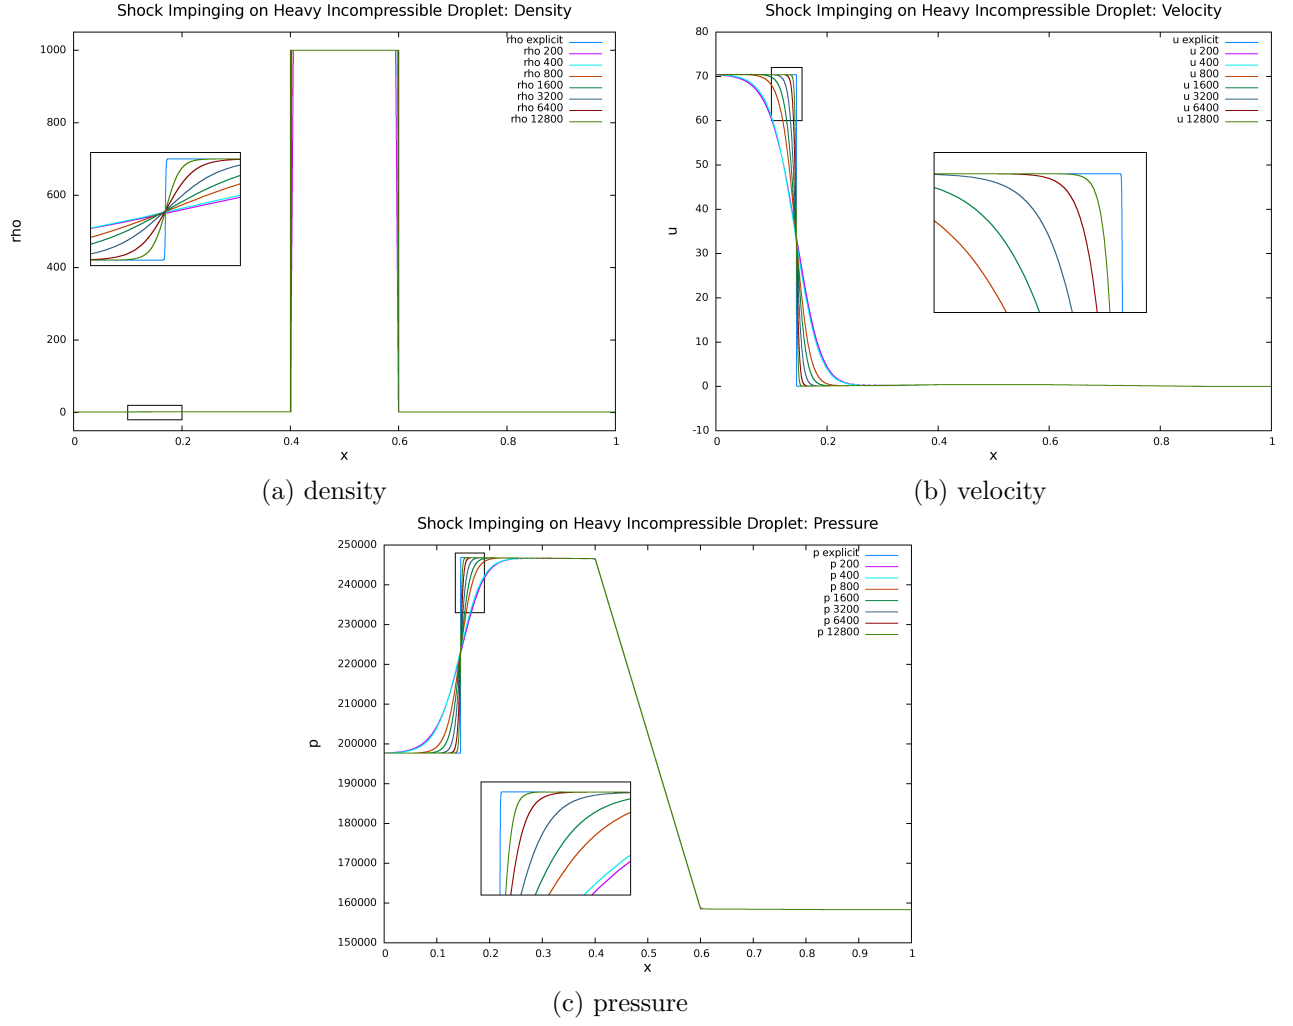 Shock Impinging on Heavy Incompressible Droplet: Density
rho
1000
800
600
400
200
0
rho explicit
rho 200
rho 400
rho 800
rho 1600
rho 3200
rho 6400
rho 12800
0 0.2 0.4 0.6 0.8 1
x
(a) density
Shock Impinging on Heavy Incompressible Droplet: Velocity
u
80
70
60
50
40
30
20
10
0
-10
u explicit
u 200
u 400
u 800
u 1600
u 3200
u 6400
u 12800
0 0.2 0.4 0.6 0.8 1
x
(b) velocity
Shock Impinging on Heavy Incompressible Droplet: Pressure
p
250000
240000
230000
220000
210000
200000
190000
180000
170000
160000
150000
p explicit
p 200
p 400
p 800
p 1600
p 3200
p 6400
p 12800
0 0.1 0.2 0.3 0.4 0.5 0.6 0.7 0.8 0.9 1
x
(c) pressure